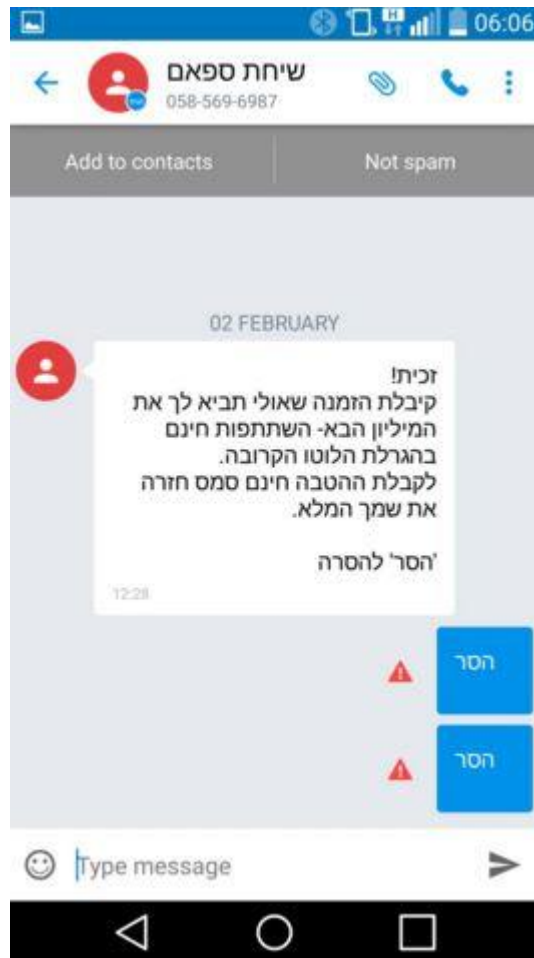 06:06
שיחת ספאם
058-569-6987
Add to contacts
Not spam
02 FEBRUARY
זכית!
קיבלת הזמנה שאולי תביא לך את
המיליון הבא- השתתפות חינם
בהגרלת הלוטו הקרובה.
לקבלת ההטבה חינם סמס חזרה
את שמך המלא.
'הסר' להסרה
12:28
הסר
הסר
Type message